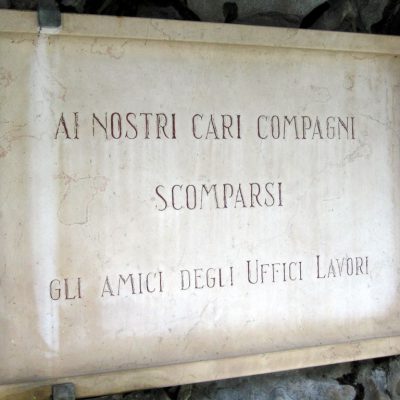 AI NOSTRI CARI COMPAGNI
SCOMPARSI
GLI AMICI DEGLI UFFICI LAVORI